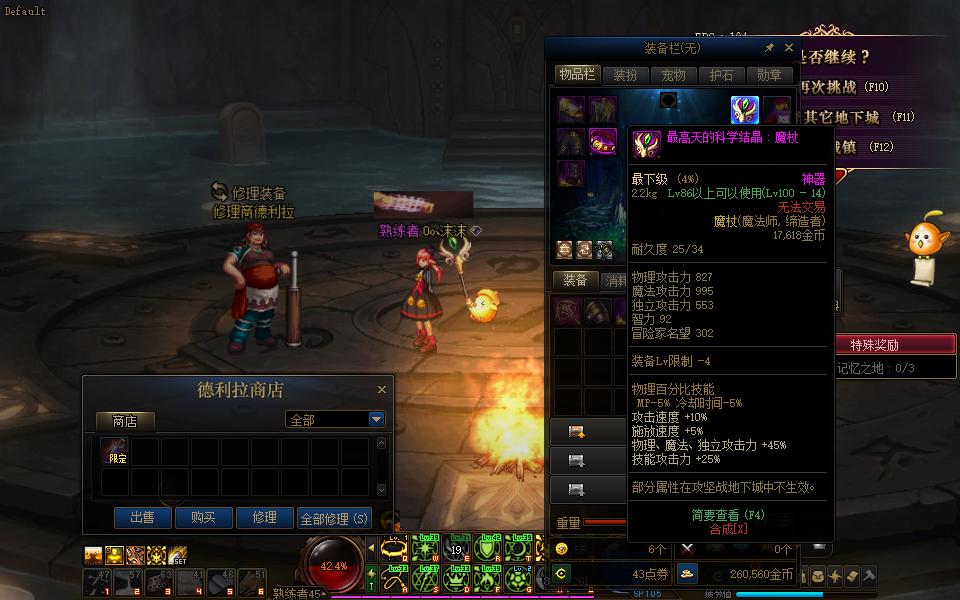 Default
装备栏(无)
是否继续？
物品栏
装扮
宠物
护石
勋章
再次挑战 (F10)
其它地下城 (F11)
城镇 (F12)
最高天的科学结晶：魔杖
最下级 (4%)
神器
2.2kg Lv86以上可以使用(Lv100 - 14)
无法交易
魔杖(魔法师, 缔造者)
17,618金币
耐久度 25/34
物理攻击力 827
魔法攻击力 995
独立攻击力 553
智力 92
冒险家名望 302
装备Lv限制 -4
物理百分比技能
MP-5% 冷却时间-5%
攻击速度 +10%
施放速度 +5%
物理、魔法、独立攻击力 +45%
技能攻击力 +25%
部分属性在攻坚战地下城中不生效。
简要查看 (F4)
合成[X]
修理装备
修理商德利拉
熟练者 Oo沫沫
装备
消耗
特殊奖励
记忆之地：0/3
德利拉商店
商店
全部
限定
出售
购买
修理
全部修理 (S)
重量
6个
0个
43点券
260,560金币
42.4%
熟练者45
SP105
疲劳值